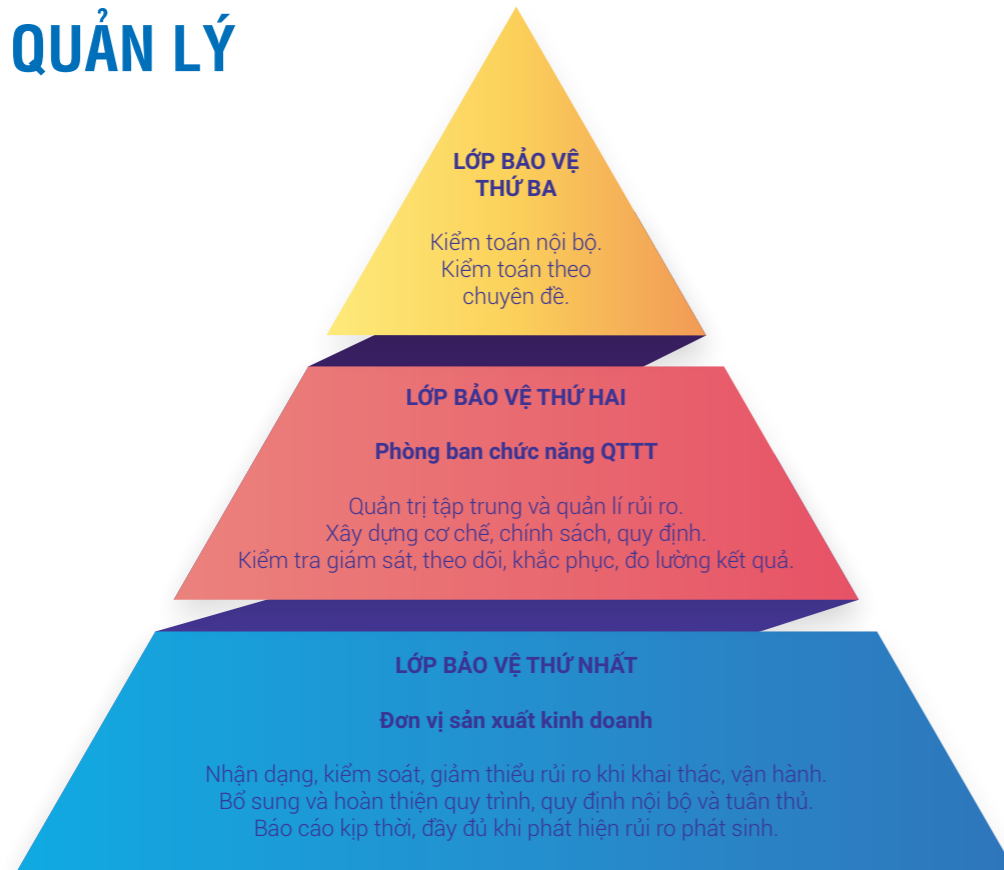 QUẢN LÝ
LỚP BẢO VỆ
THỨ BA
Kiểm toán nội bộ.
Kiểm toán theo
chuyên đề.
LỚP BẢO VỆ THỨ HAI
Phòng ban chức năng QTTT
Quản trị tập trung và quản lí rủi ro.
Xây dựng cơ chế, chính sách, quy định.
Kiểm tra giám sát, theo dõi, khắc phục, đo lường kết quả.
LỚP BẢO VỆ THỨ NHẤT
Đơn vị sản xuất kinh doanh
Nhận dạng, kiểm soát, giảm thiểu rủi ro khi khai thác, vận hành.
Bổ sung và hoàn thiện quy trình, quy định nội bộ và tuân thủ.
Báo cáo kịp thời, đầy đủ khi phát hiện rủi ro phát sinh.